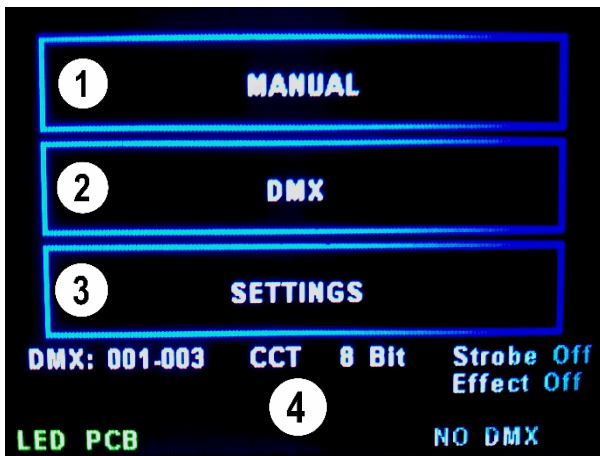 1 MANUAL
2 DMX
3 SETTINGS
DMX: 001-003 CCT 8 Bit Strobe Off
Effect Off
4
LED PCB NO DMX